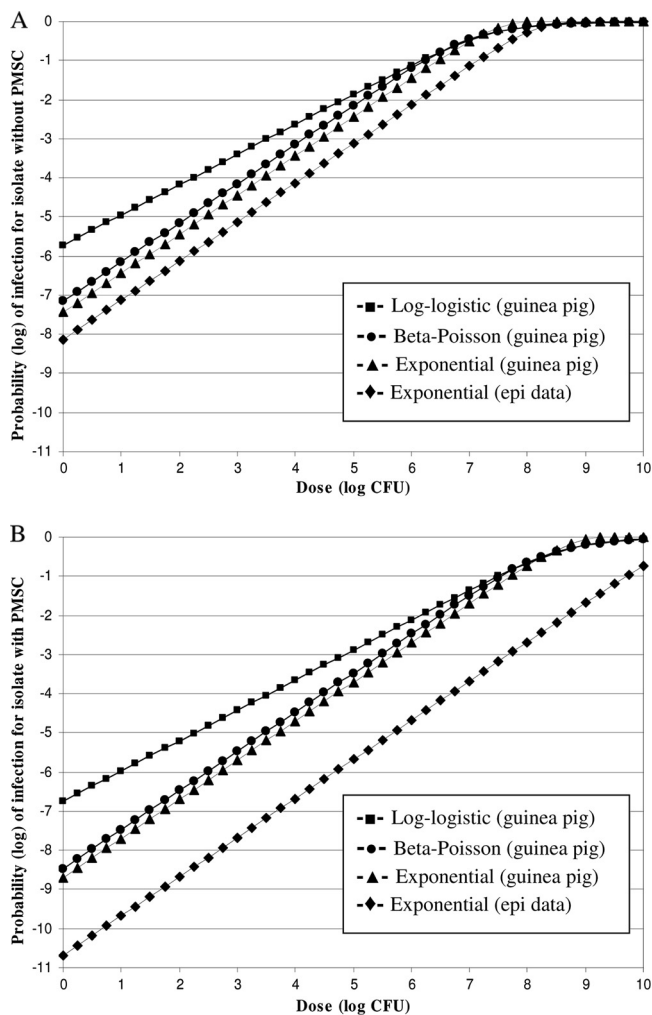 A
Probability (log) of infection for isolate without PMSC
0
-1
-2
-3
-4
-5
-6
-7
-8
-9
-10
-11
Log-logistic (guinea pig)
Beta-Poisson (guinea pig)
Exponential (guinea pig)
Exponential (epi data)
0 1 2 3 4 5 6 7 8 9 10
Dose (log CFU)
B
Probability (log) of infection for isolate with PMSC
0
-1
-2
-3
-4
-5
-6
-7
-8
-9
-10
-11
Log-logistic (guinea pig)
Beta-Poisson (guinea pig)
Exponential (guinea pig)
Exponential (epi data)
0 1 2 3 4 5 6 7 8 9 10
Dose (log CFU)